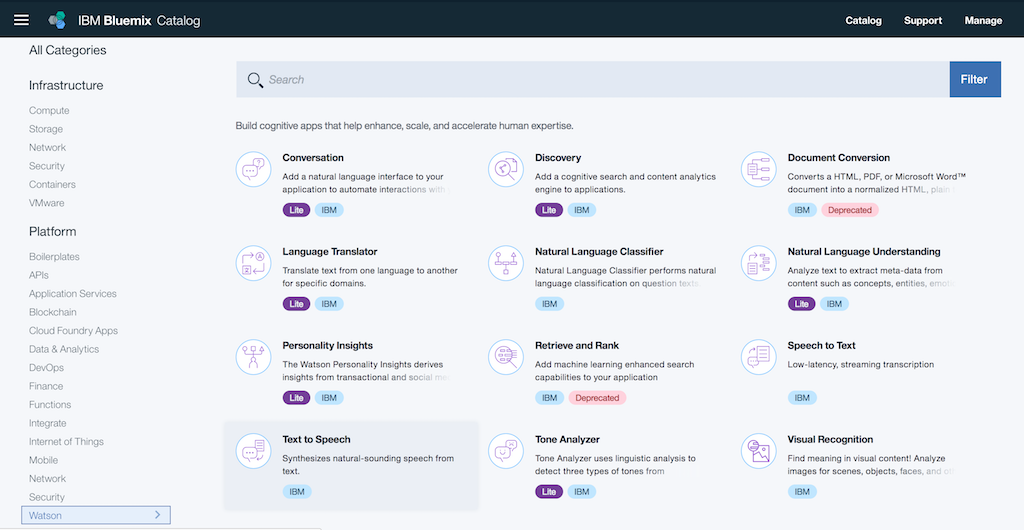 IBM Bluemix Catalog
Catalog
Support
Manage
All Categories
Infrastructure
Compute
Storage
Network
Security
Containers
VMware
Platform
Boilerplates
APIs
Application Services
Blockchain
Cloud Foundry Apps
Data & Analytics
DevOps
Finance
Functions
Integrate
Internet of Things
Mobile
Network
Security
Watson
Search
Filter
Build cognitive apps that help enhance, scale, and accelerate human expertise.
Conversation
Add a natural language interface to your
application to automate interactions with
Lite
IBM
Discovery
Add a cognitive search and content analytics
engine to applications.
Lite
IBM
Document Conversion
Converts a HTML, PDF, or Microsoft Word™
document into a normalized HTML, plain
IBM
Deprecated
Language Translator
Translate text from one language to another
for specific domains.
Lite
IBM
Natural Language Classifier
Natural Language Classifier performs natural
language classification on question texts
IBM
Natural Language Understanding
Analyze text to extract meta-data from
content such as concepts, entities,
Lite
IBM
Personality Insights
The Watson Personality Insights derives
insights from transactional and social
Lite
IBM
Retrieve and Rank
Add machine learning enhanced search
capabilities to your application
IBM
Deprecated
Speech to Text
Low-latency, streaming transcription
IBM
Text to Speech
Synthesizes natural-sounding speech from
text.
IBM
Tone Analyzer
Tone Analyzer uses linguistic analysis to
detect three types of tones from
Lite
IBM
Visual Recognition
Find meaning in visual content! Analyze
images for scenes, objects, faces, and
IBM